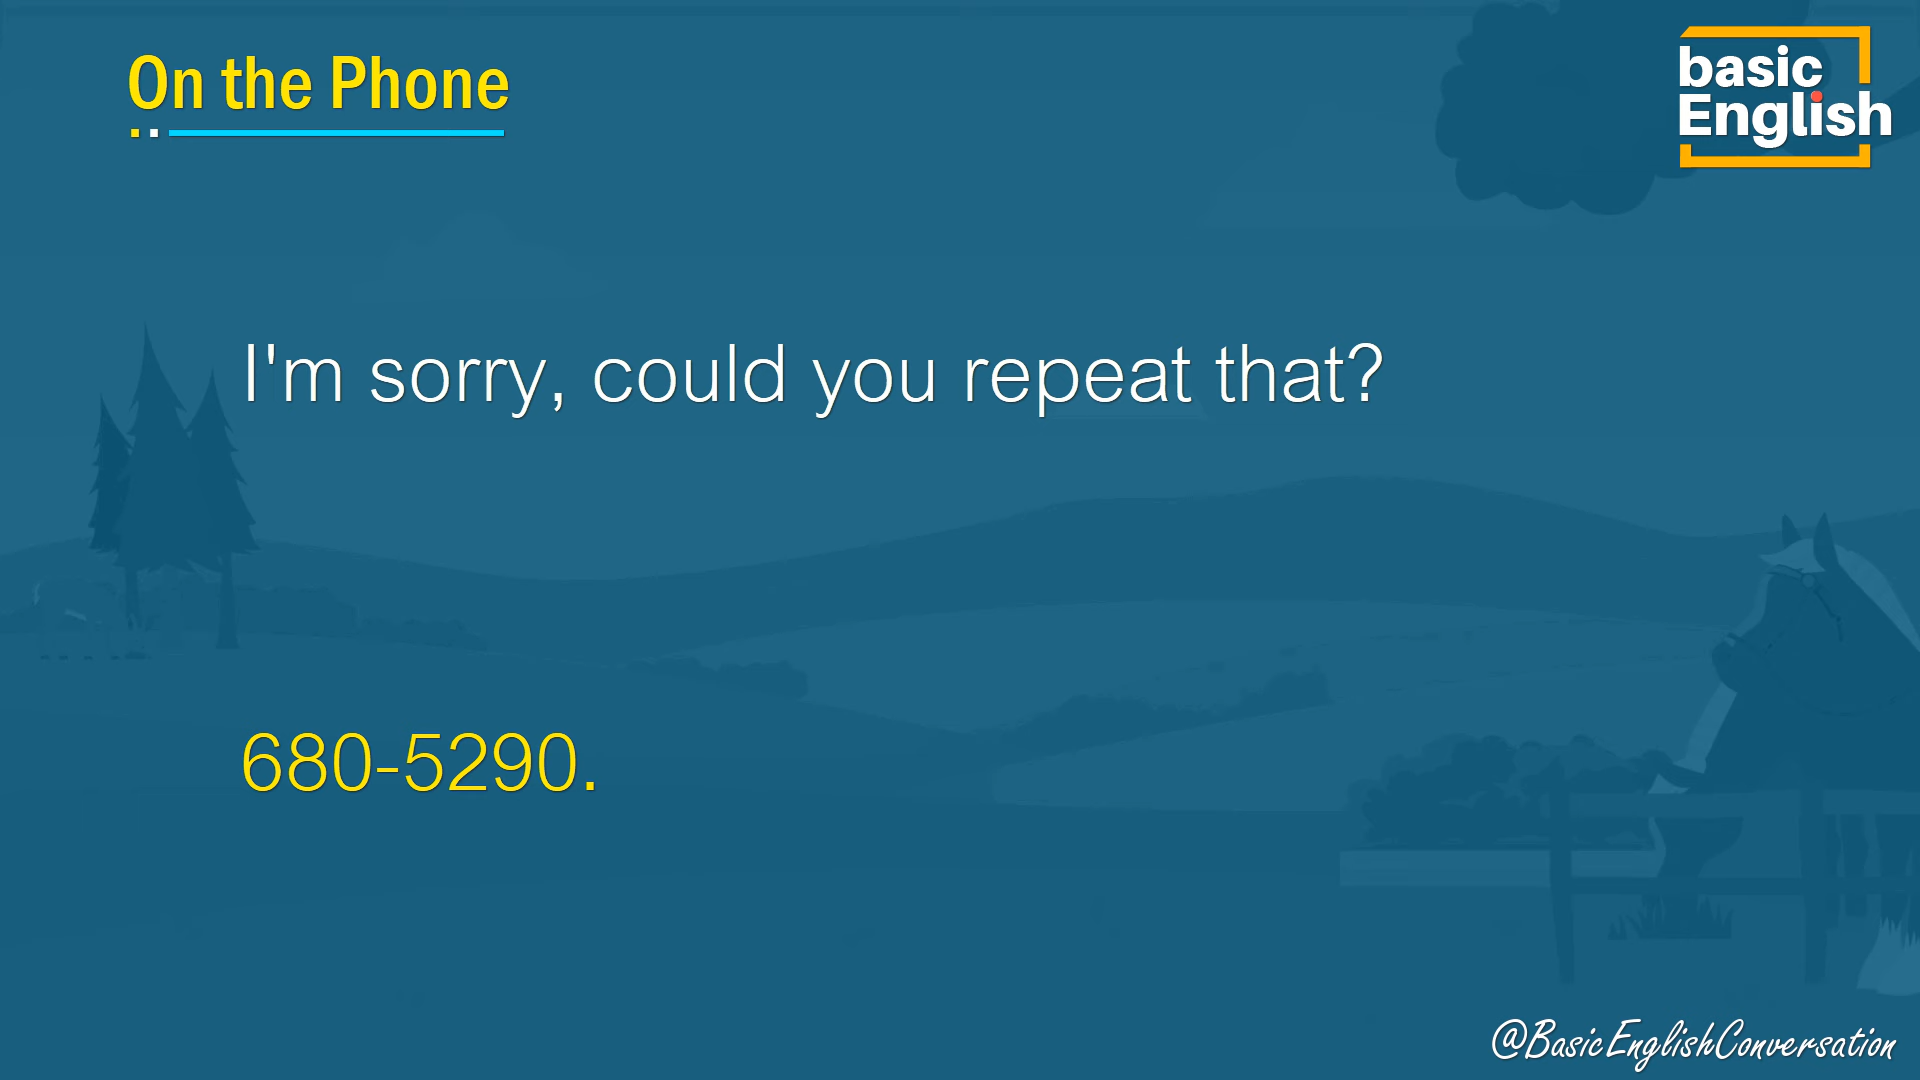 On the Phone
basic
English
I'm sorry, could you repeat that?
680-5290.
@BasicEnglishConversation